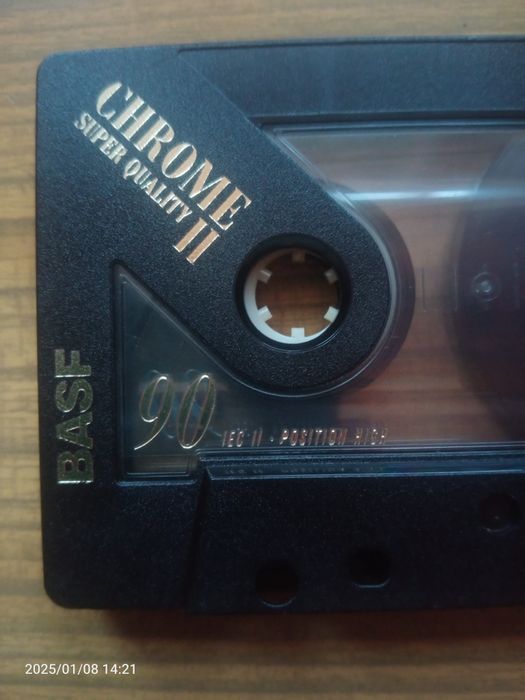 CHROME
SUPER QUALITY II
BASF
90
IEC II · POSITION HIGH
2025/01/08 14:21